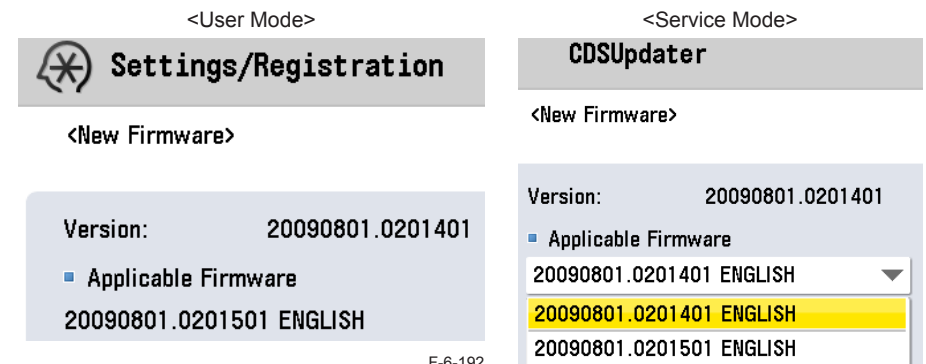 <User Mode>
Settings/Registration
<New Firmware>
Version: 20090801.0201401
Applicable Firmware
20090801.0201501 ENGLISH
F-6-192
<Service Mode>
CDSUpdater
<New Firmware>
Version: 20090801.0201401
Applicable Firmware
20090801.0201401 ENGLISH
20090801.0201401 ENGLISH
20090801.0201501 ENGLISH